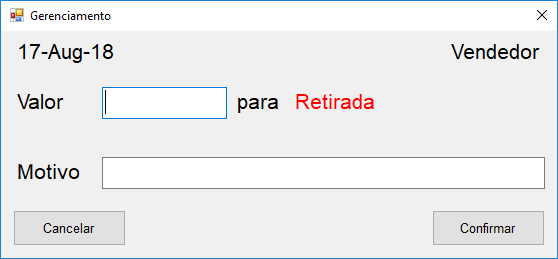 Gerenciamento
17-Aug-18 Vendedor
Valor para Retirada
Motivo
Cancelar Confirmar